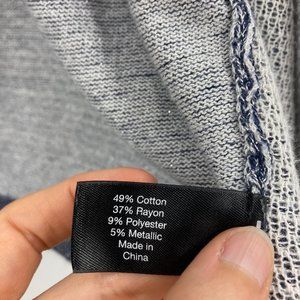 49% Cotton
37% Rayon
9% Polyester
5% Metallic
Made in
China